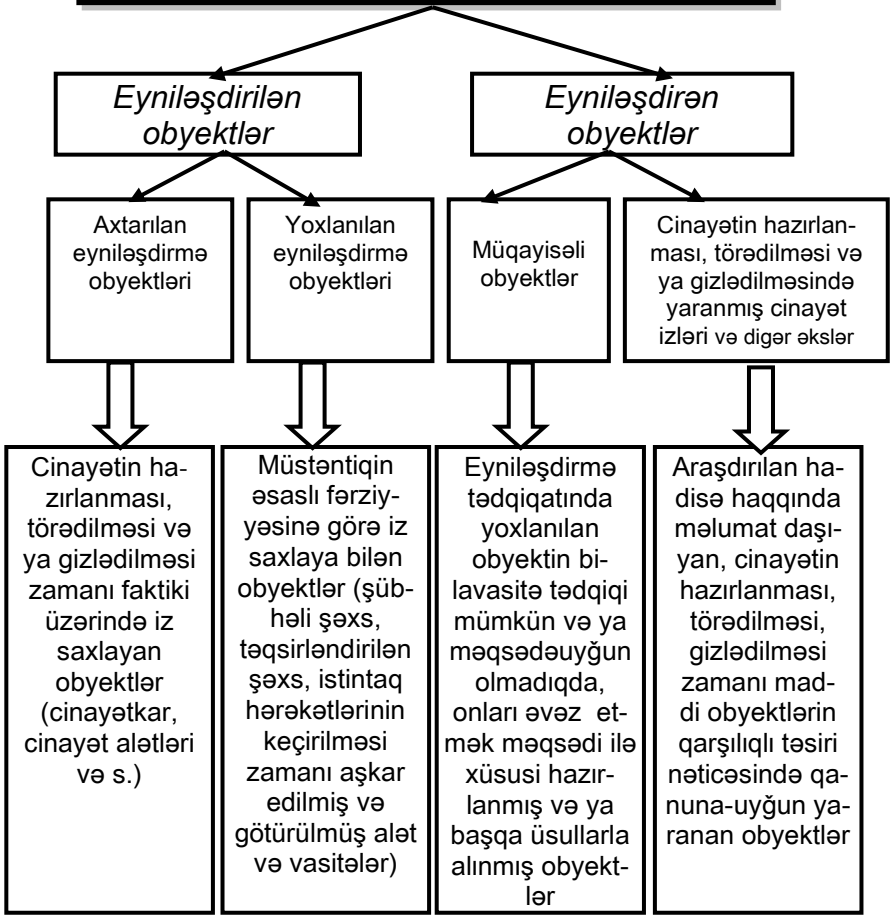 Eyniləşdirilən
obyektlər
Eyniləşdirən
obyektlər
Axtarılan
eyniləşdirmə
obyektləri
Yoxlanılan
eyniləşdirmə
obyektləri
Müqayisəli
obyektlər
Cinayətin hazırlan-
ması, törədilməsi və
ya gizlədilməsində
yaranmış cinayət
izləri və digər əkslər
Cinayətin ha-
zırlanması,
törədilməsi və
ya gizlədilməsi
zamanı faktiki
üzərində iz
saxlayan
obyektlər
(cinayətkar,
cinayət alətləri
və s.)
Müstəntiqin
əsaslı fərziy-
yəsinə görə iz
saxlaya bilən
obyektlər (şüb-
həli şəxs,
təqsirləndirilən
şəxs, istintaq
hərəkətlərinin
keçirilməsi
zamanı aşkar
edilmiş və
götürülmüş alət
və vasitələr)
Eyniləşdirmə
tədqiqatında
yoxlanılan
obyektin bi-
lavasitə tədqiqi
mümkün və ya
məqsədəuyğun
olmadıqda,
onları əvəz et-
mək məqsədi ilə
xüsusi hazır-
lanmış və ya
başqa üsullarla
alınmış obyekt-
lər
Araşdırılan ha-
disə haqqında
məlumat daşı-
yan, cinayətin
hazırlanması,
törədilməsi,
gizlədilməsi
zamanı mad-
di obyektlərin
qarşılıqlı təsiri
nəticəsində qa-
nuna-uyğun ya-
ranan obyektlər